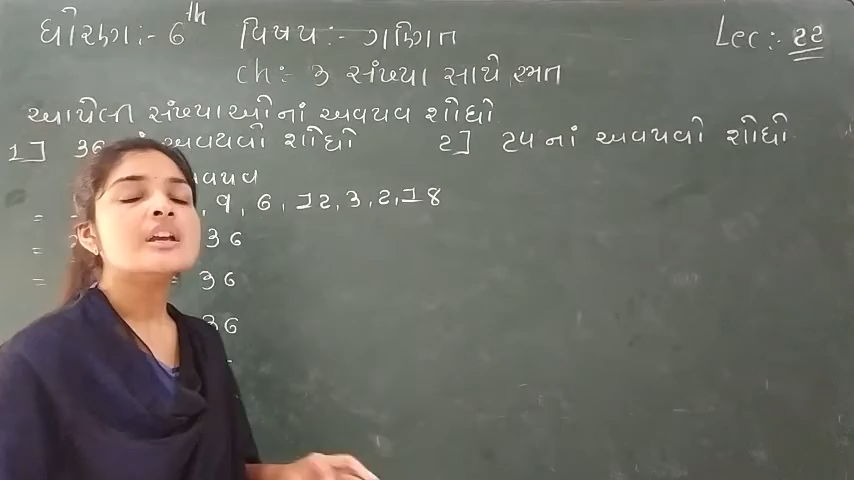 ધોરણ:- 6th વિષય:- ગણિત Lec:- 22
ch:- 3 સંખ્યા સાથે રમત
આપેલી સંખ્યાઓનાં અવયવ શોધો
1] 36 નાં અવયવો શોધો
2] 24 નાં અવયવો શોધો
અવયવ
= , 9, 6, 12, 3, 2, 18
= 36
= = 36
36